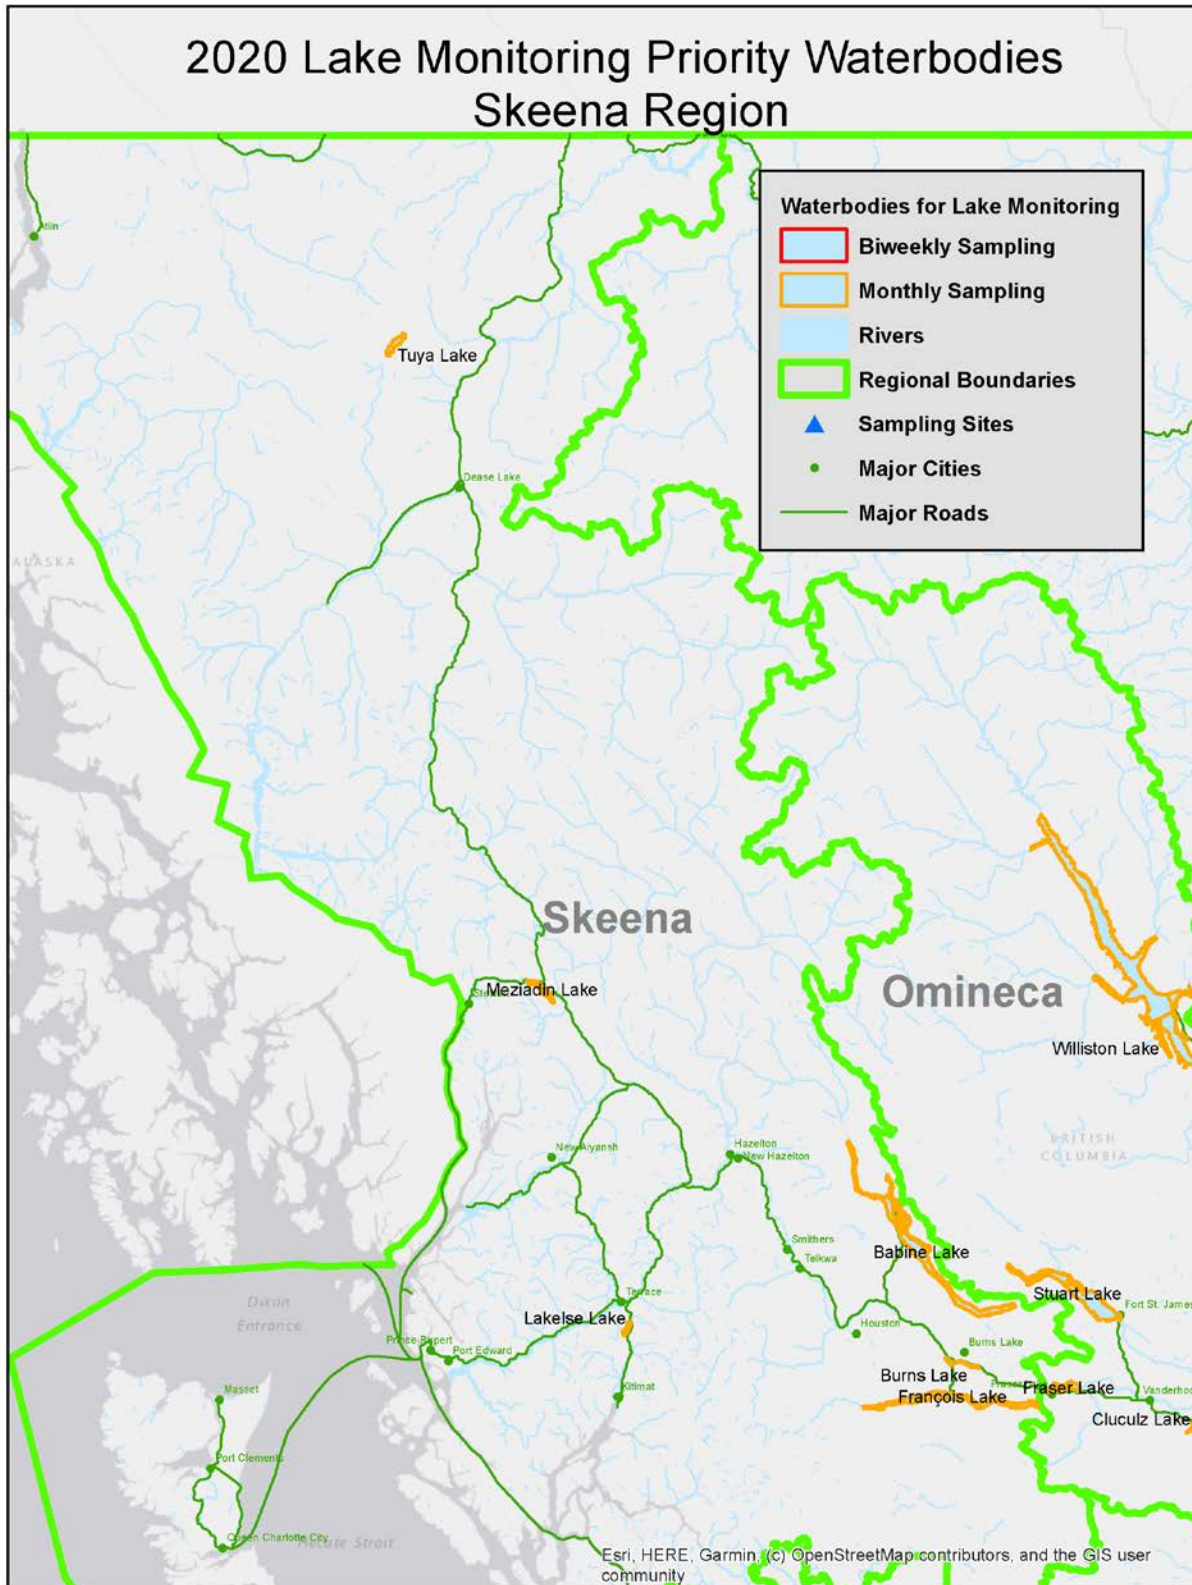 2020 Lake Monitoring Priority Waterbodies
Skeena Region
Waterbodies for Lake Monitoring
Biweekly Sampling
Monthly Sampling
Rivers
Regional Boundaries
Sampling Sites
Major Cities
Major Roads
Atlin
Tuya Lake
Dease Lake
ALASKA
Skeena
Omineca
Meziadin Lake
Williston Lake
BRITISH
COLUMBIA
New Aiyansh
Hazelton
New Hazelton
Smithers
Telkwa
Babine Lake
Stuart Lake
Fort St. James
Dixon
Entrance
Terrace
Lakelse Lake
Houston
Prince Rupert
Port Edward
Burns Lake
Burns Lake
François Lake
Fraser Lake
Masset
Kitimat
Vanderhoo
Cluculz Lake
Port Clements
Queen Charlotte City
Hecate Strait
Esri, HERE, Garmin, (c) OpenStreetMap contributors, and the GIS user
community